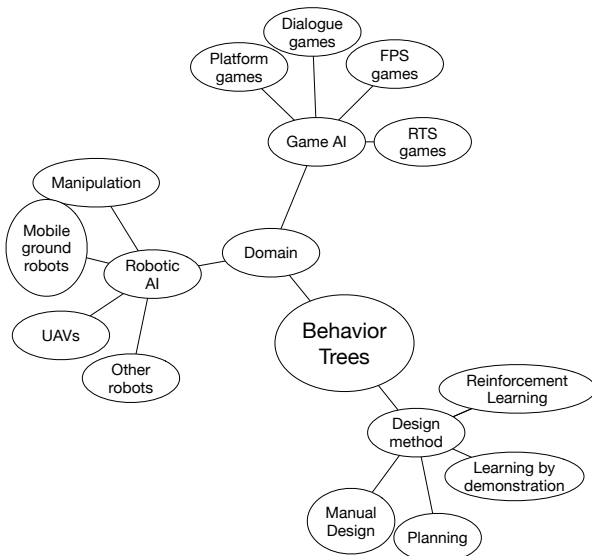 Dialogue
games
Platform
games
FPS
games
Game AI
RTS
games
Manipulation
Mobile
ground
robots
Robotic
AI
Domain
UAVs
Other
robots
Behavior
Trees
Reinforcement
Learning
Design
method
Learning by
demonstration
Manual
Design
Planning